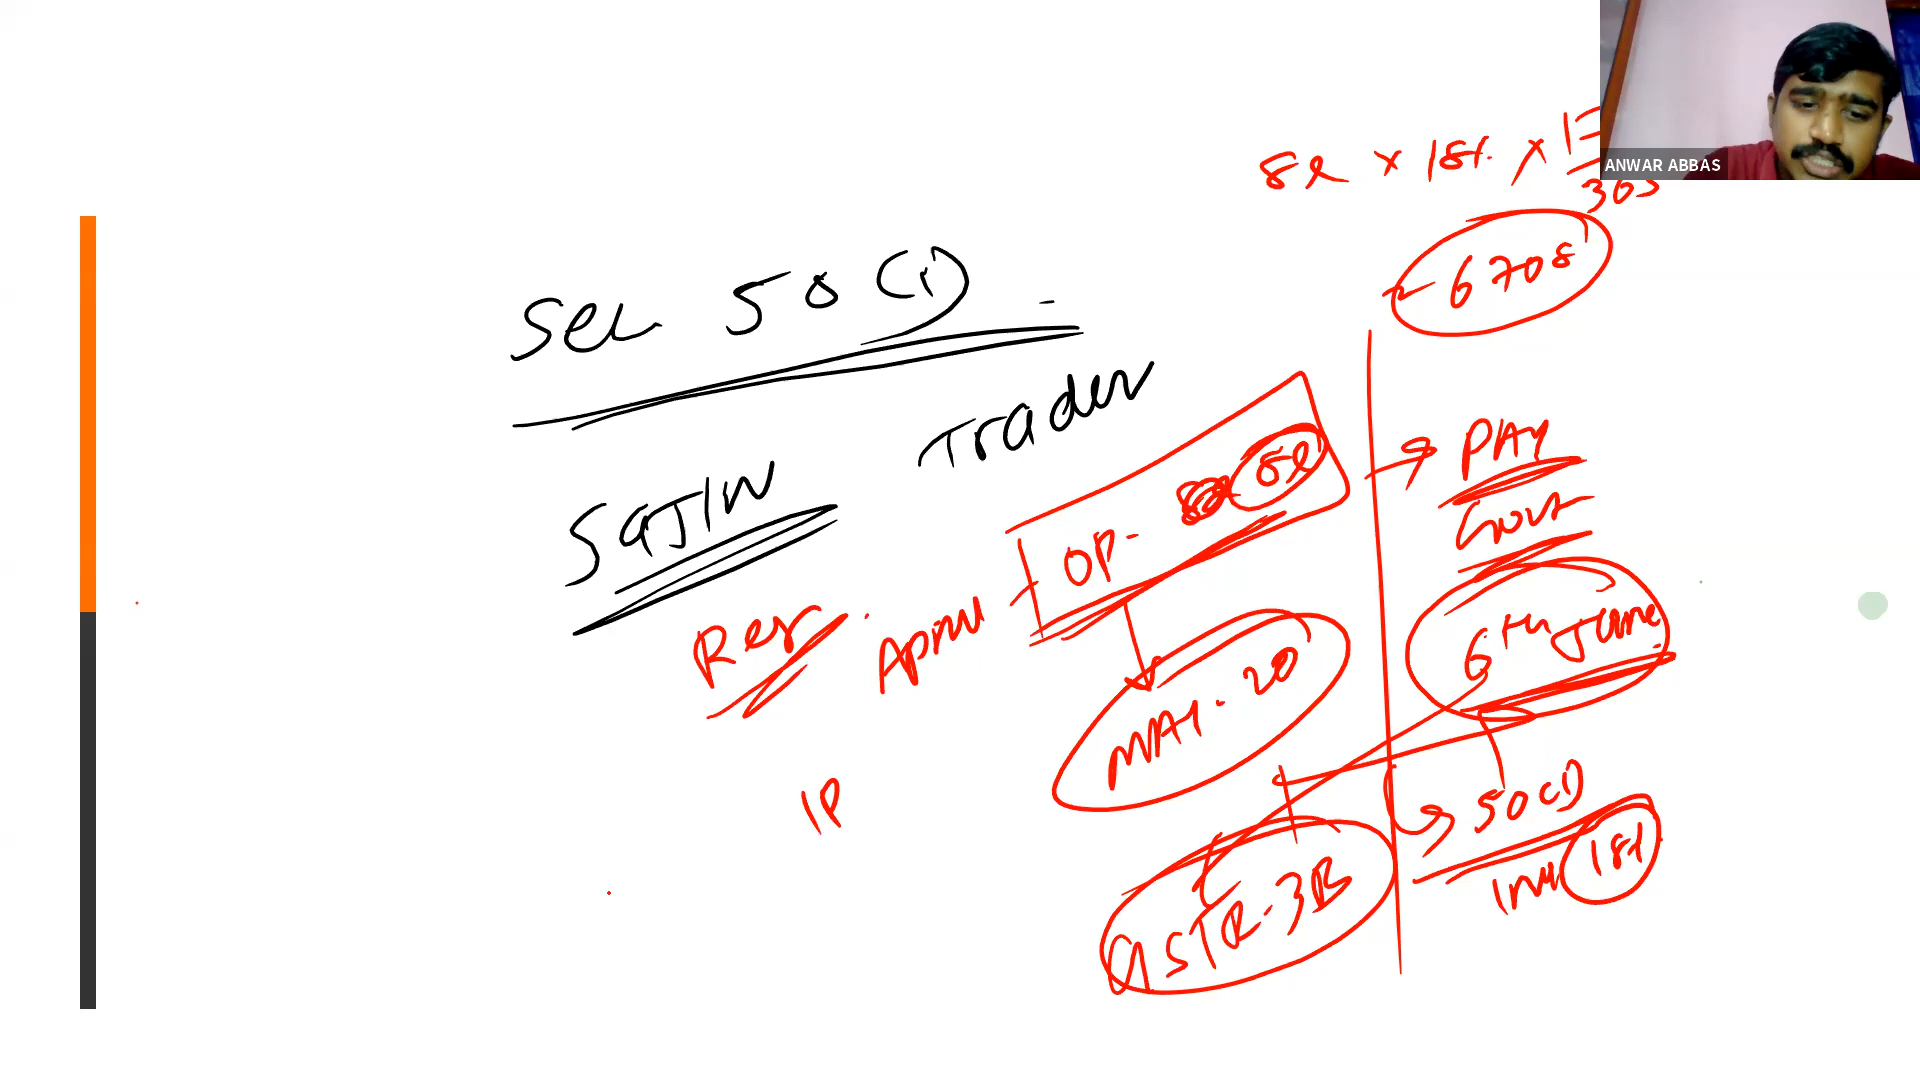 8l × 18%. × 17
365
ANWAR ABBAS
6708
Sec 50 (1)
Trader
SAJIN
PAY
Govt
OP - 8l
Reg. April
6th June
MAY - 20
IP
50(1)
Int 18%
GSTR-3B